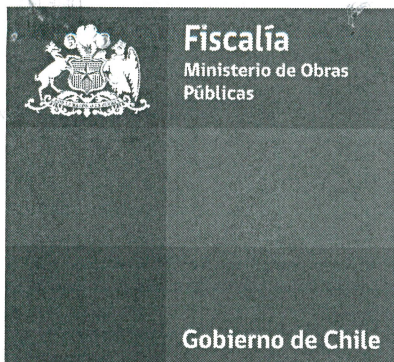 Fiscalía
Ministerio de Obras
Públicas
Gobierno de Chile